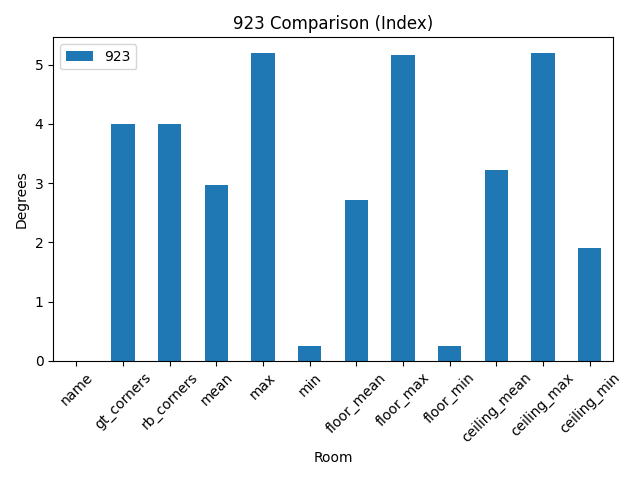 923 Comparison (Index)
923
Degrees
5
4
3
2
1
0
name
gt_corners
rb_corners
mean
max
min
floor_mean
floor_max
floor_min
ceiling_mean
ceiling_max
ceiling_min
Room